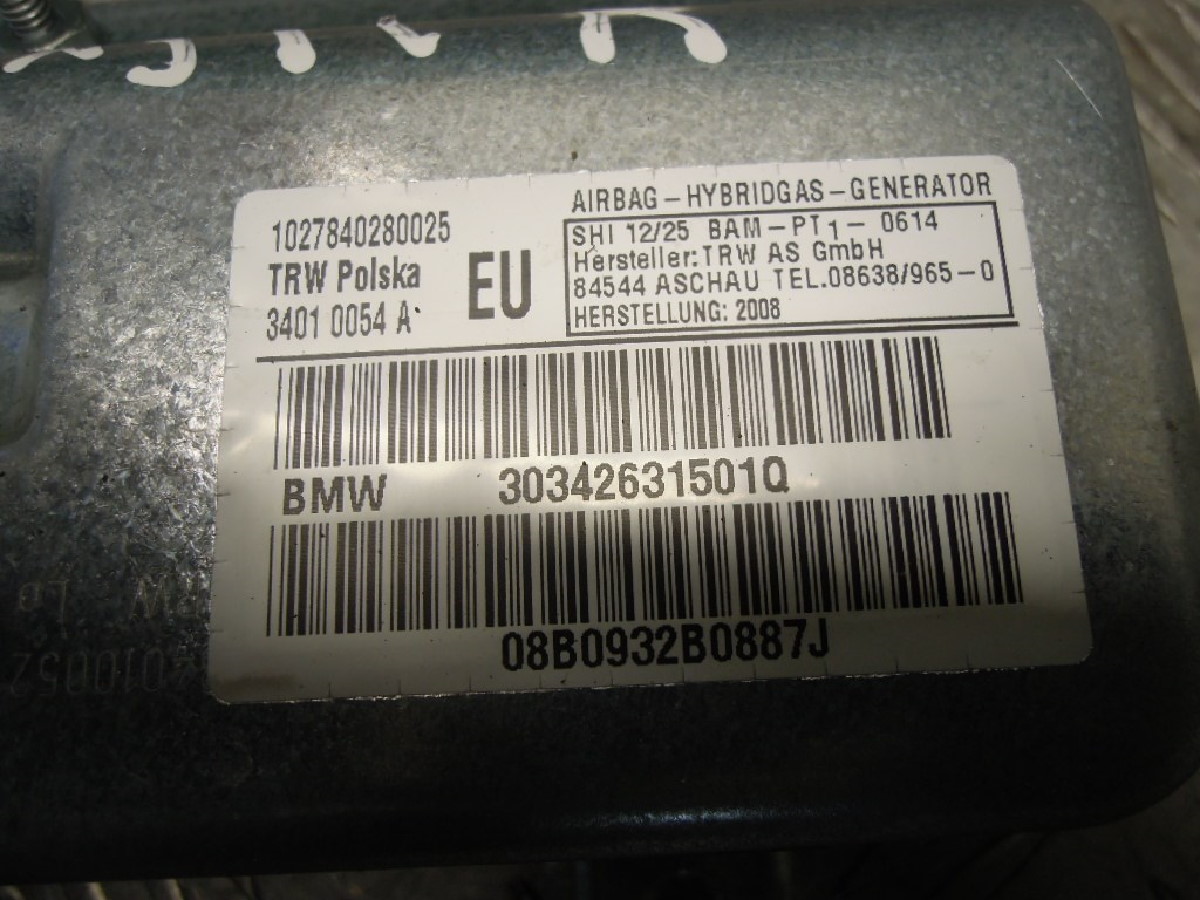 1027840280025
TRW Polska
3401 0054 A
EU
AIRBAG-HYBRIDGAS-GENERATOR
SHI 12/25 BAM-PT1-0614
Hersteller:TRW AS GmbH
84544 ASCHAU TEL.08638/965-0
HERSTELLUNG: 2008
BMW 30342631501Q
08B0932B0887J